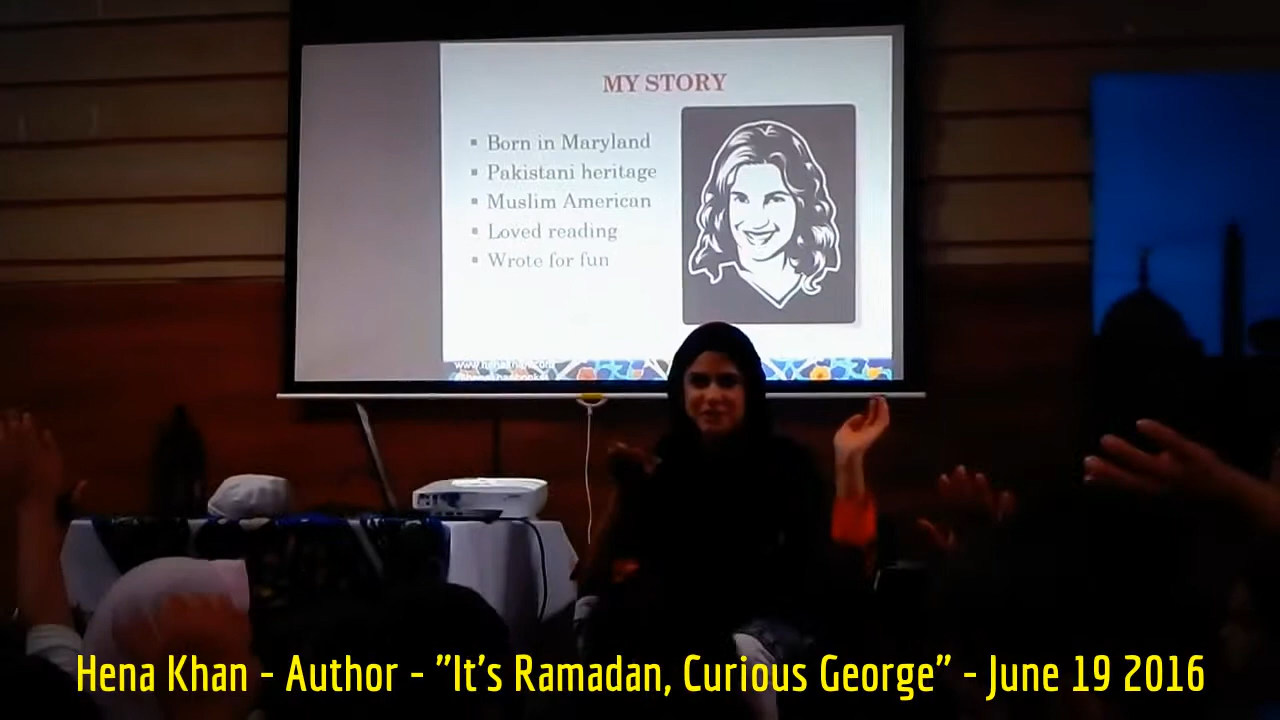 MY STORY
▪ Born in Maryland
▪ Pakistani heritage
▪ Muslim American
▪ Loved reading
▪ Wrote for fun
Hena Khan - Author - "It's Ramadan, Curious George" - June 19 2016